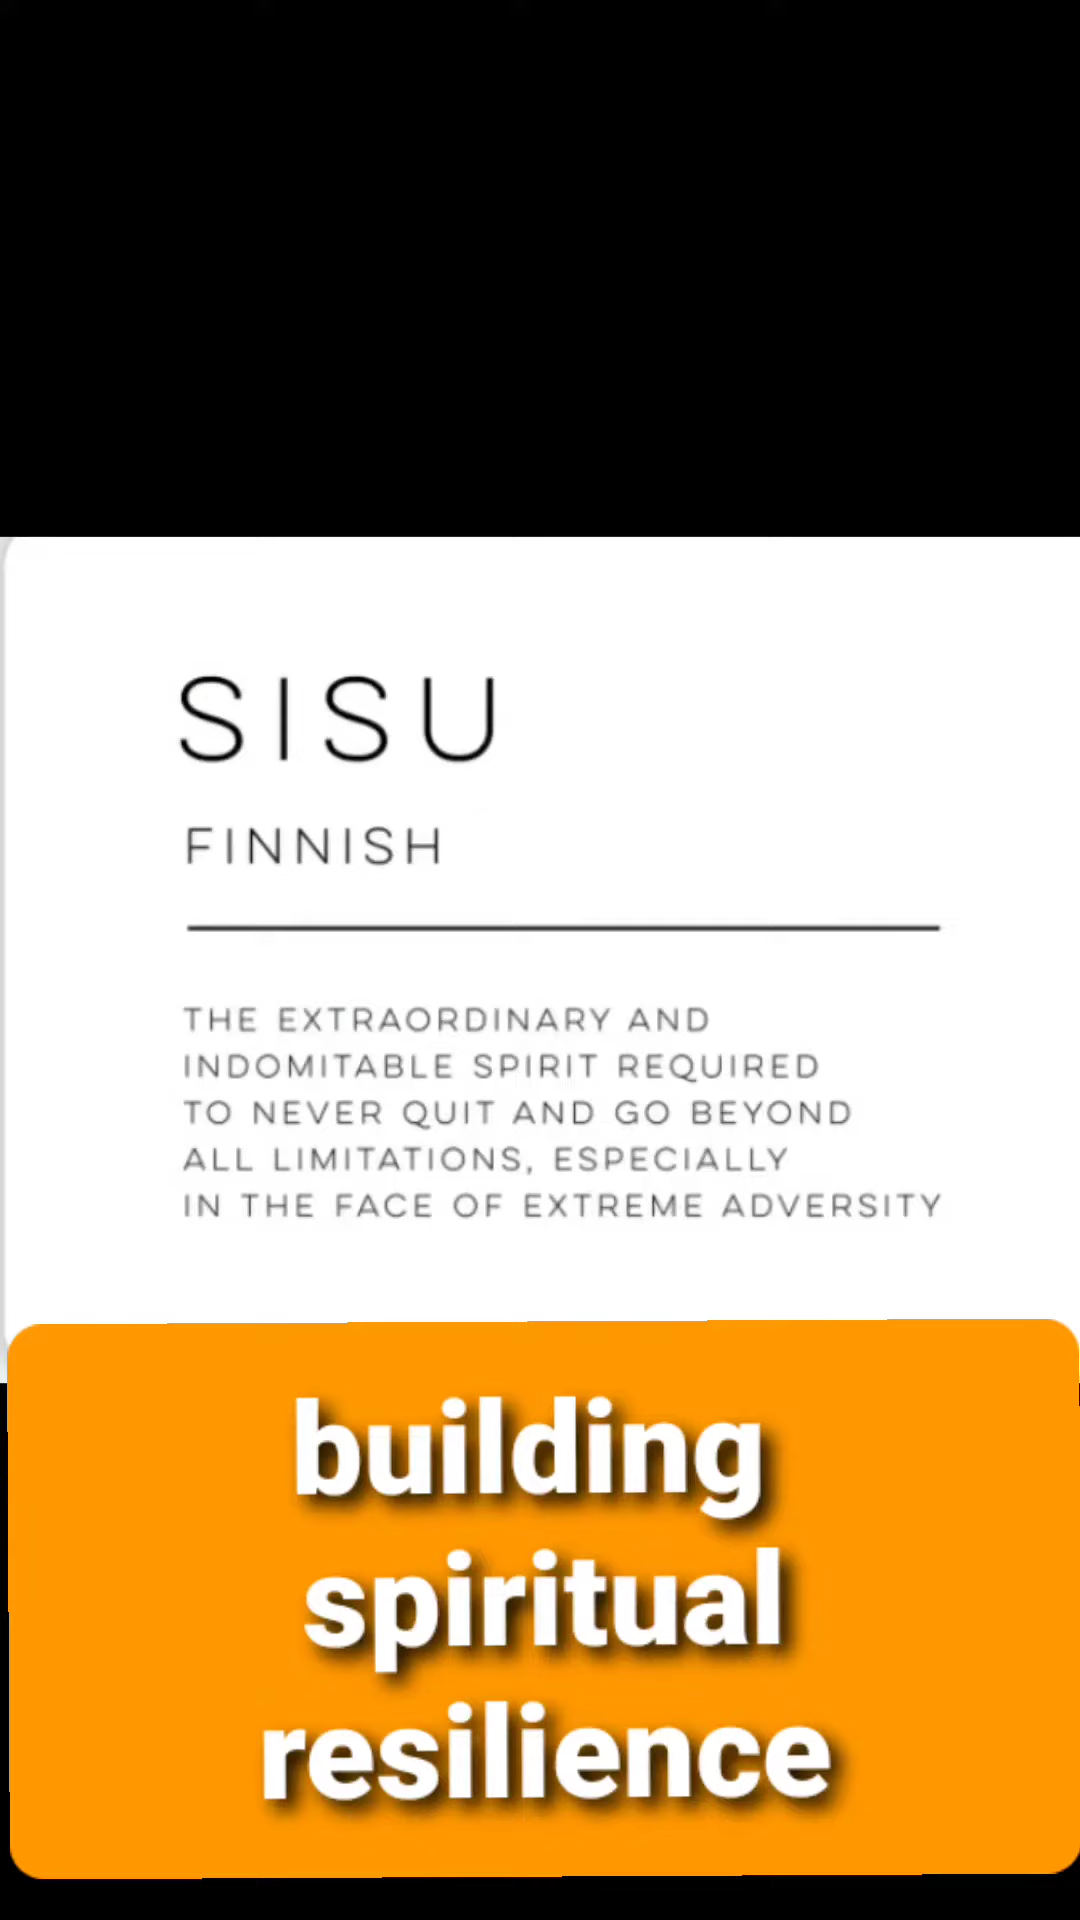 SISU
FINNISH
THE EXTRAORDINARY AND
INDOMITABLE SPIRIT REQUIRED
TO NEVER QUIT AND GO BEYOND
ALL LIMITATIONS, ESPECIALLY
IN THE FACE OF EXTREME ADVERSITY
building
spiritual
resilience